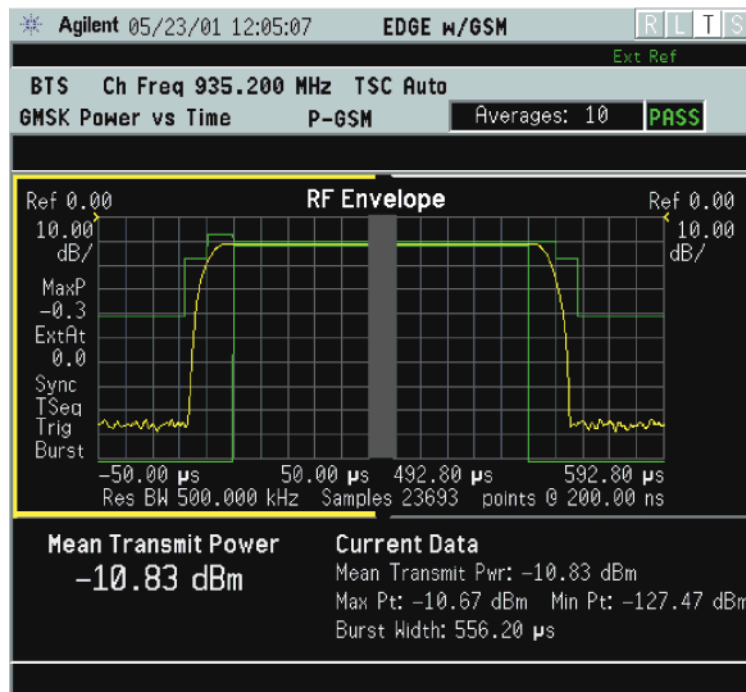 Agilent 05/23/01 12:05:07 EDGE w/GSM R L T S
Ext Ref
BTS Ch Freq 935.200 MHz TSC Auto
GMSK Power vs Time P-GSM Averages: 10 PASS
Ref 0.00 RF Envelope Ref 0.00
10.00 10.00
dB/ dB/
MaxP
-0.3
ExtAt
0.0
Sync
TSeq
Trig
Burst
-50.00 µs 50.00 µs 492.80 µs 592.80 µs
Res BW 500.000 kHz Samples 23693 points @ 200.00 ns
Mean Transmit Power Current Data
-10.83 dBm Mean Transmit Pwr: -10.83 dBm
Max Pt: -10.67 dBm Min Pt: -127.47 dBm
Burst Width: 556.20 µs